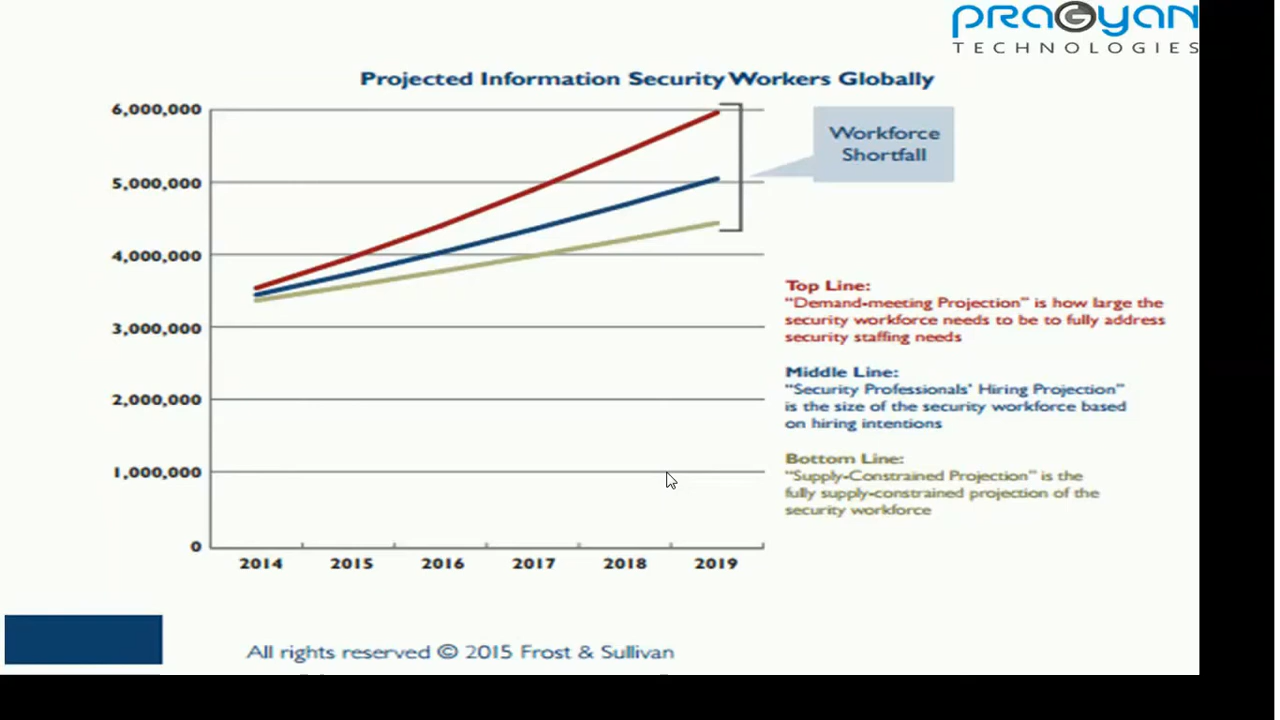 PRAGYAN
TECHNOLOGIES
Projected Information Security Workers Globally
6,000,000
5,000,000
4,000,000
3,000,000
2,000,000
1,000,000
0
2014 2015 2016 2017 2018 2019
Workforce
Shortfall
Top Line:
“Demand-meeting Projection” is how large the
security workforce needs to be to fully address
security staffing needs
Middle Line:
“Security Professionals' Hiring Projection”
is the size of the security workforce based
on hiring intentions
Bottom Line:
“Supply-Constrained Projection” is the
fully supply-constrained projection of the
security workforce
All rights reserved © 2015 Frost & Sullivan